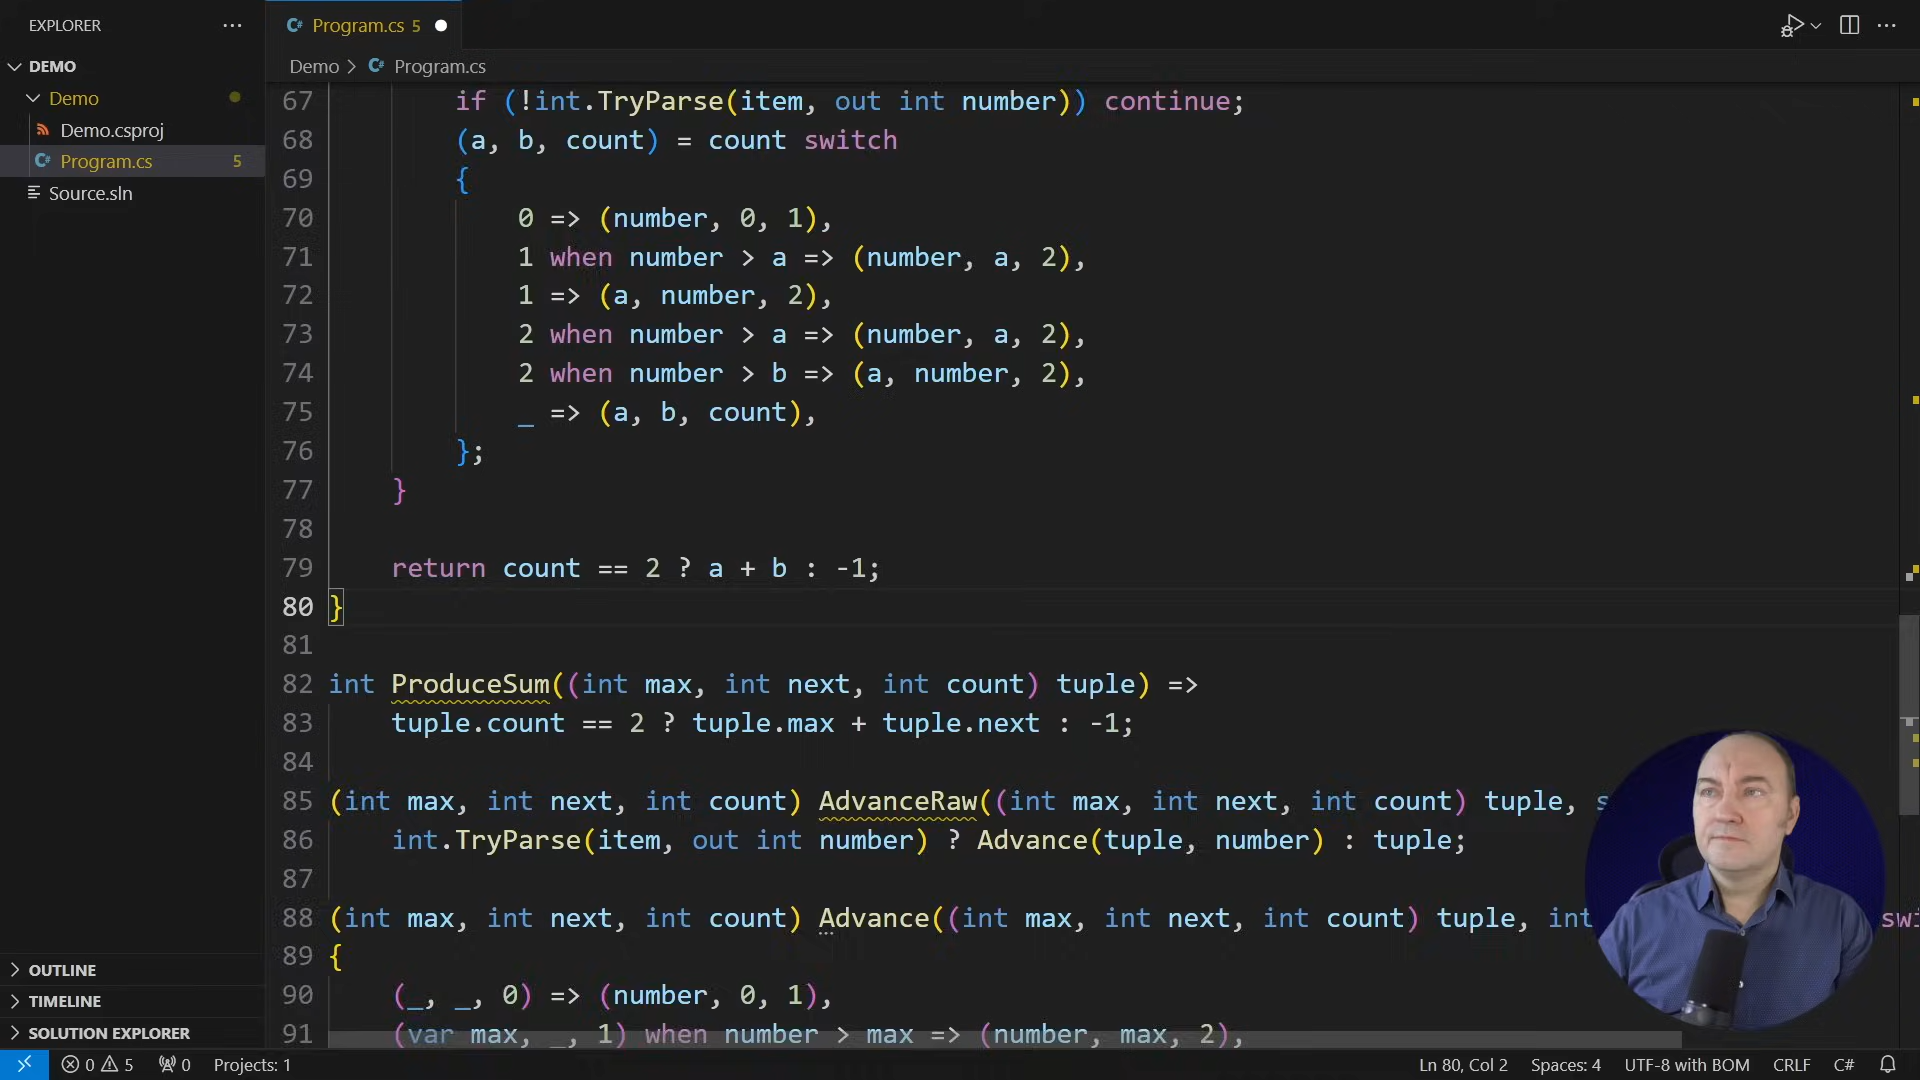 EXPLORER
Program.cs 5
DEMO
Demo
Demo.csproj
Program.cs 5
Source.sln
Demo > Program.cs
67 if (!int.TryParse(item, out int number)) continue;
68 (a, b, count) = count switch
69 {
70 0 => (number, 0, 1),
71 1 when number > a => (number, a, 2),
72 1 => (a, number, 2),
73 2 when number > a => (number, a, 2),
74 2 when number > b => (a, number, 2),
75 _ => (a, b, count),
76 };
77 }
78
79 return count == 2 ? a + b : -1;
80 }
81
82 int ProduceSum((int max, int next, int count) tuple) =>
83 tuple.count == 2 ? tuple.max + tuple.next : -1;
84
85 (int max, int next, int count) AdvanceRaw((int max, int next, int count) tuple, s
86 int.TryParse(item, out int number) ? Advance(tuple, number) : tuple;
87
88 (int max, int next, int count) Advance((int max, int next, int count) tuple, int swi
89 {
90 (_, _, 0) => (number, 0, 1),
91 (var max, _, 1) when number > max => (number, max, 2),
OUTLINE
TIMELINE
SOLUTION EXPLORER
0 5 0 Projects: 1
Ln 80, Col 2 Spaces: 4 UTF-8 with BOM CRLF C#